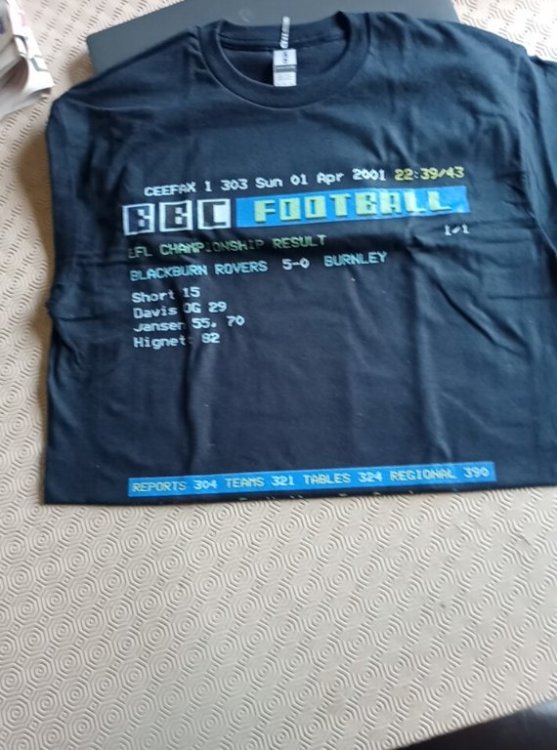 CEEFAX 1 303 Sun 01 Apr 2001 22:39/43
BBC FOOTBALL
1/1
EFL CHAMPIONSHIP RESULT
BLACKBURN ROVERS 5-0 BURNLEY
Short 15
Davis OG 29
Jansen 55, 70
Hignet 82
REPORTS 304 TEAMS 321 TABLES 324 REGIONAL 390